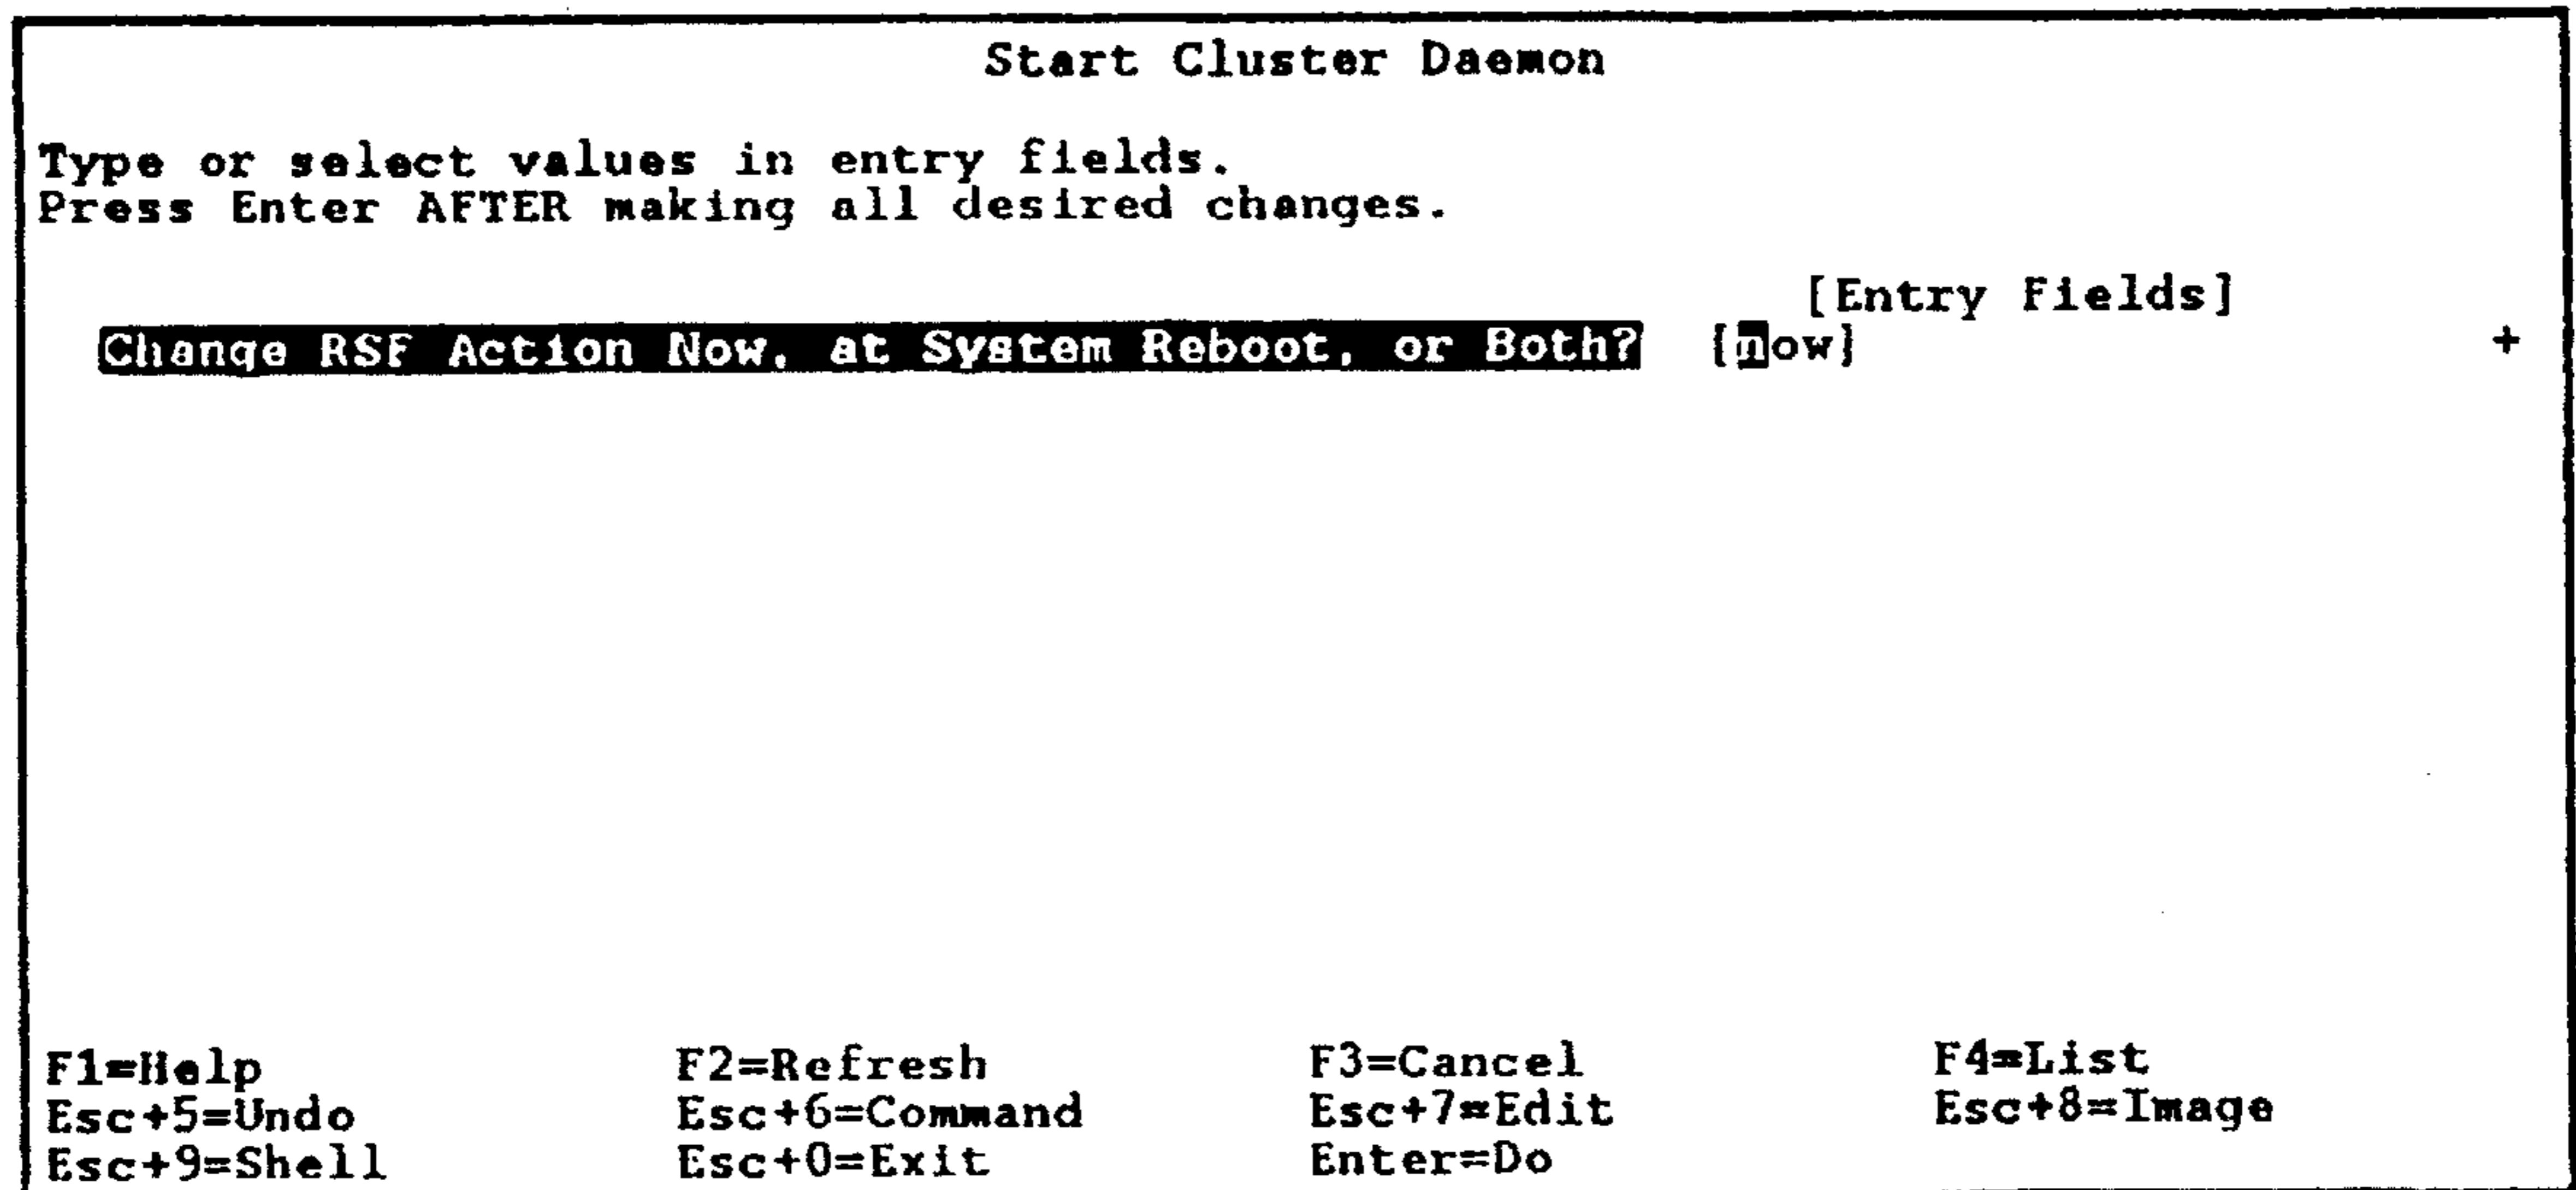 Start Cluster Daemon
Type or select values in entry fields.
Press Enter AFTER making all desired changes.
[Entry Fields]
Change RSF Action Now, at System Reboot, or Both? [now] +
F1=Help F2=Refresh F3=Cancel F4=List
Esc+5=Undo Esc+6=Command Esc+7=Edit Esc+8=Image
Esc+9=Shell Esc+0=Exit Enter=Do